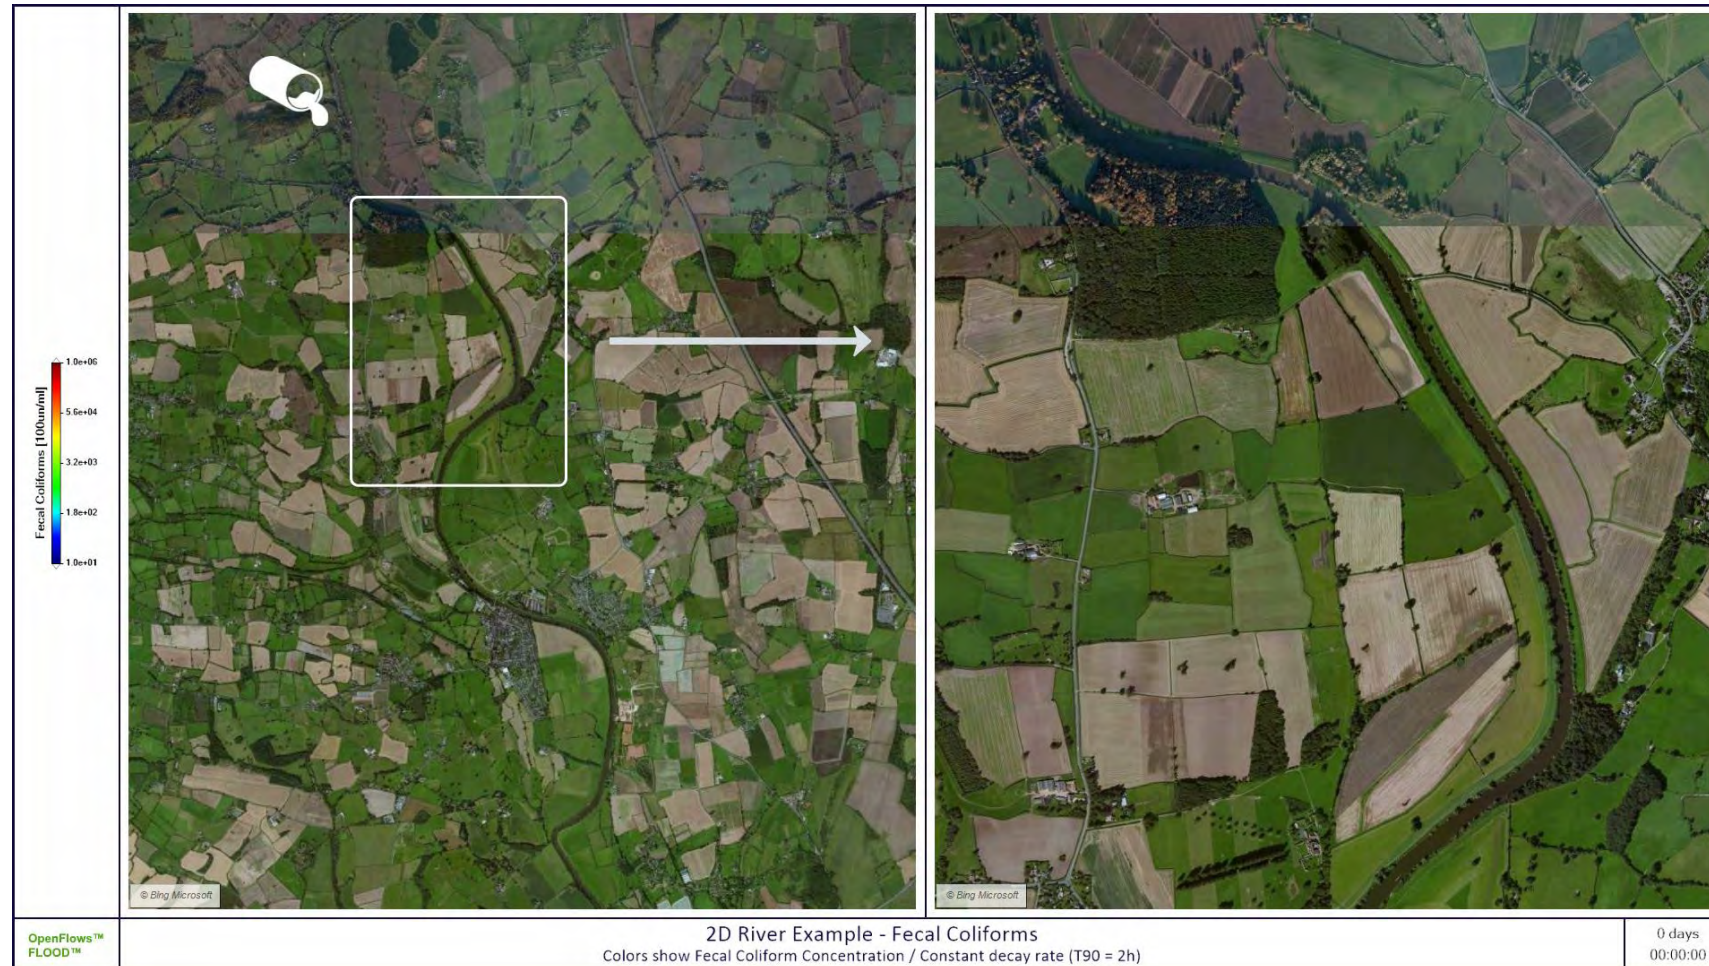 1.0e+06
5.6e+04
3.2e+03
1.8e+02
1.0e+01
Fecal Coliforms [100un/ml]
© Bing Microsoft
© Bing Microsoft
OpenFlows™
FLOOD™
2D River Example - Fecal Coliforms
Colors show Fecal Coliform Concentration / Constant decay rate (T90 = 2h)
0 days
00:00:00